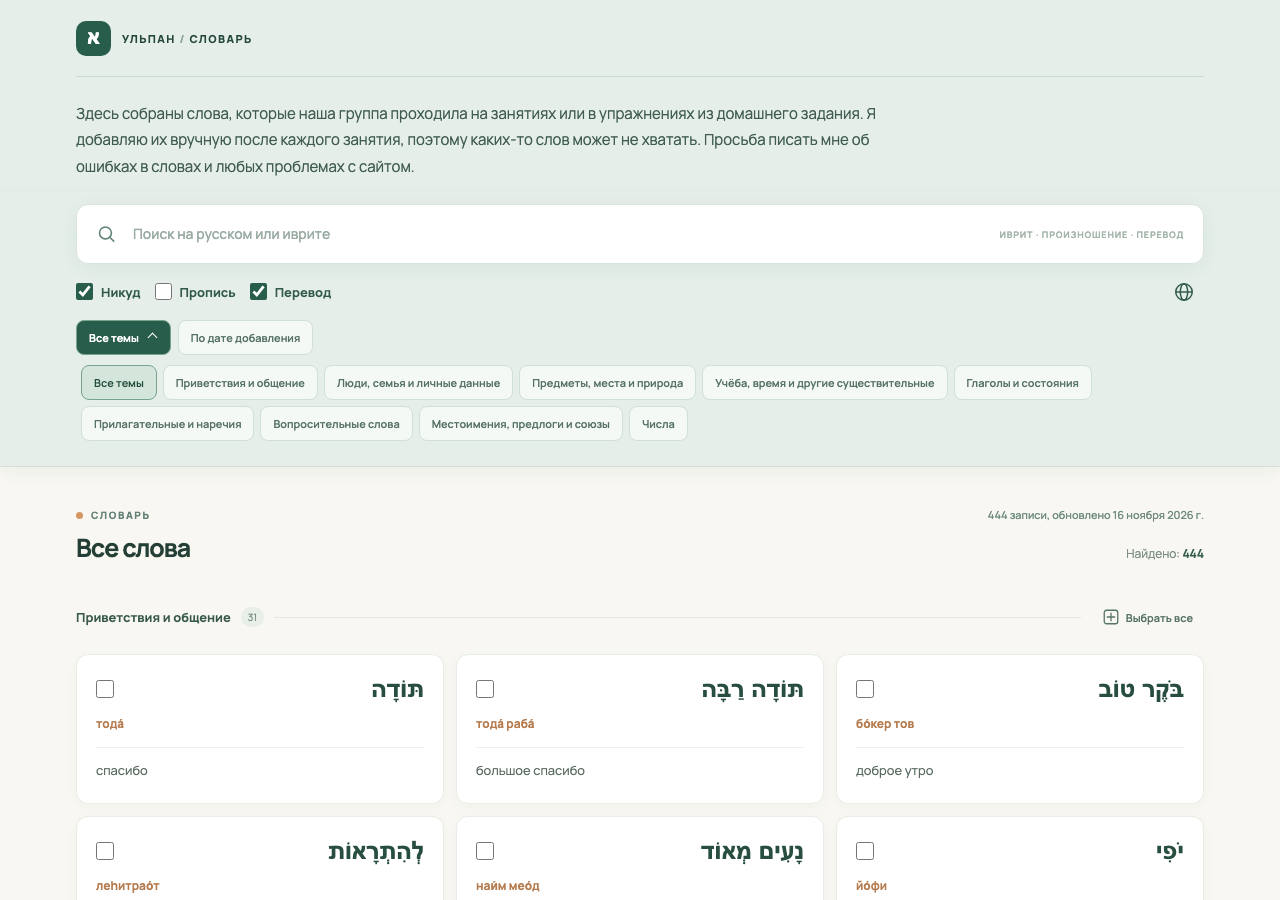 א УЛЬПАН / СЛОВАРЬ
Здесь собраны слова, которые наша группа проходила на занятиях или в упражнениях из домашнего задания. Я
добавляю их вручную после каждого занятия, поэтому каких-то слов может не хватать. Просьба писать мне об
ошибках в словах и любых проблемах с сайтом.
Поиск на русском или иврите ИВРИТ · ПРОИЗНОШЕНИЕ · ПЕРЕВОД
Никуд Пропись Перевод
Все темы По дате добавления
Все темы Приветствия и общение Люди, семья и личные данные Предметы, места и природа Учёба, время и другие существительные Глаголы и состояния
Прилагательные и наречия Вопросительные слова Местоимения, предлоги и союзы Числа
СЛОВАРЬ 444 записи, обновлено 16 ноября 2026 г.
Все слова Найдено: 444
Приветствия и общение 31 Выбрать все
תּוֹדָה
тода́
спасибо
תּוֹדָה רַבָּה
тода́ раба́
большое спасибо
בֹּקֶר טוֹב
бо́кер тов
доброе утро
לְהִתְרָאוֹת
леhитрао́т
נָעִים מְאוֹד
наи́м мео́д
יֹפִי
йо́фи